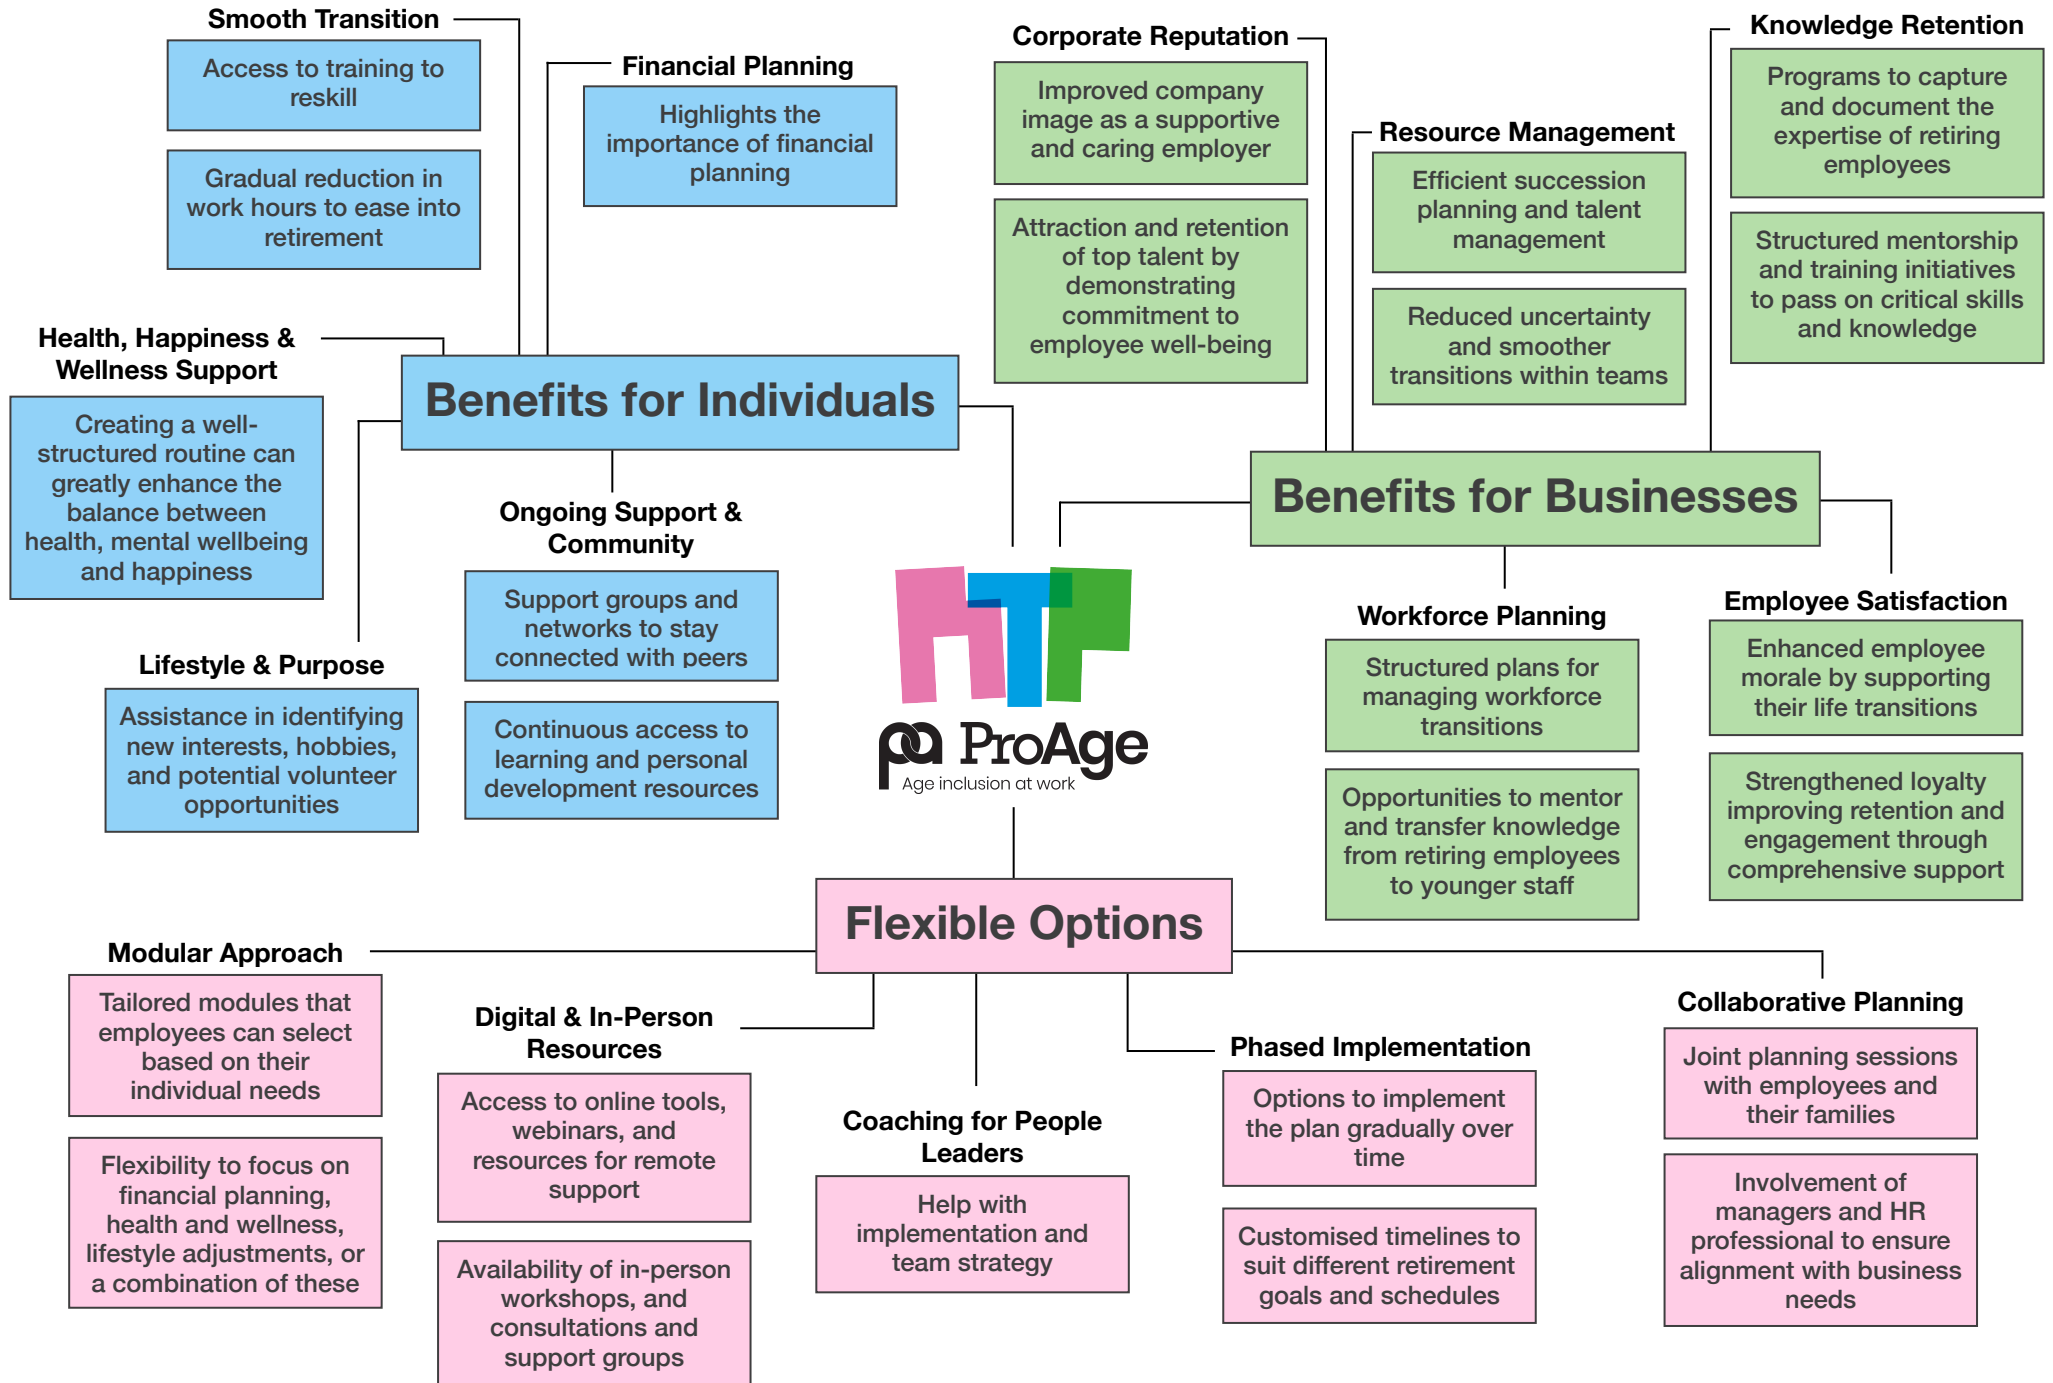 Smooth Transition
Access to training to
reskill
Gradual reduction in
work hours to ease into
retirement
Financial Planning
Highlights the
importance of financial
planning
Health, Happiness &
Wellness Support
Creating a well-
structured routine can
greatly enhance the
balance between
health, mental wellbeing
and happiness
Benefits for Individuals
Lifestyle & Purpose
Assistance in identifying
new interests, hobbies,
and potential volunteer
opportunities
Ongoing Support &
Community
Support groups and
networks to stay
connected with peers
Continuous access to
learning and personal
development resources
Corporate Reputation
Improved company
image as a supportive
and caring employer
Attraction and retention
of top talent by
demonstrating
commitment to
employee well-being
Resource Management
Efficient succession
planning and talent
management
Reduced uncertainty
and smoother
transitions within teams
Knowledge Retention
Programs to capture
and document the
expertise of retiring
employees
Structured mentorship
and training initiatives
to pass on critical skills
and knowledge
Benefits for Businesses
Workforce Planning
Structured plans for
managing workforce
transitions
Opportunities to mentor
and transfer knowledge
from retiring employees
to younger staff
Employee Satisfaction
Enhanced employee
morale by supporting
their life transitions
Strengthened loyalty
improving retention and
engagement through
comprehensive support
HTP
pa ProAge
Age inclusion at work
Flexible Options
Modular Approach
Tailored modules that
employees can select
based on their
individual needs
Flexibility to focus on
financial planning,
health and wellness,
lifestyle adjustments, or
a combination of these
Digital & In-Person
Resources
Access to online tools,
webinars, and
resources for remote
support
Availability of in-person
workshops, and
consultations and
support groups
Coaching for People
Leaders
Help with
implementation and
team strategy
Phased Implementation
Options to implement
the plan gradually over
time
Customised timelines to
suit different retirement
goals and schedules
Collaborative Planning
Joint planning sessions
with employees and
their families
Involvement of
managers and HR
professional to ensure
alignment with business
needs